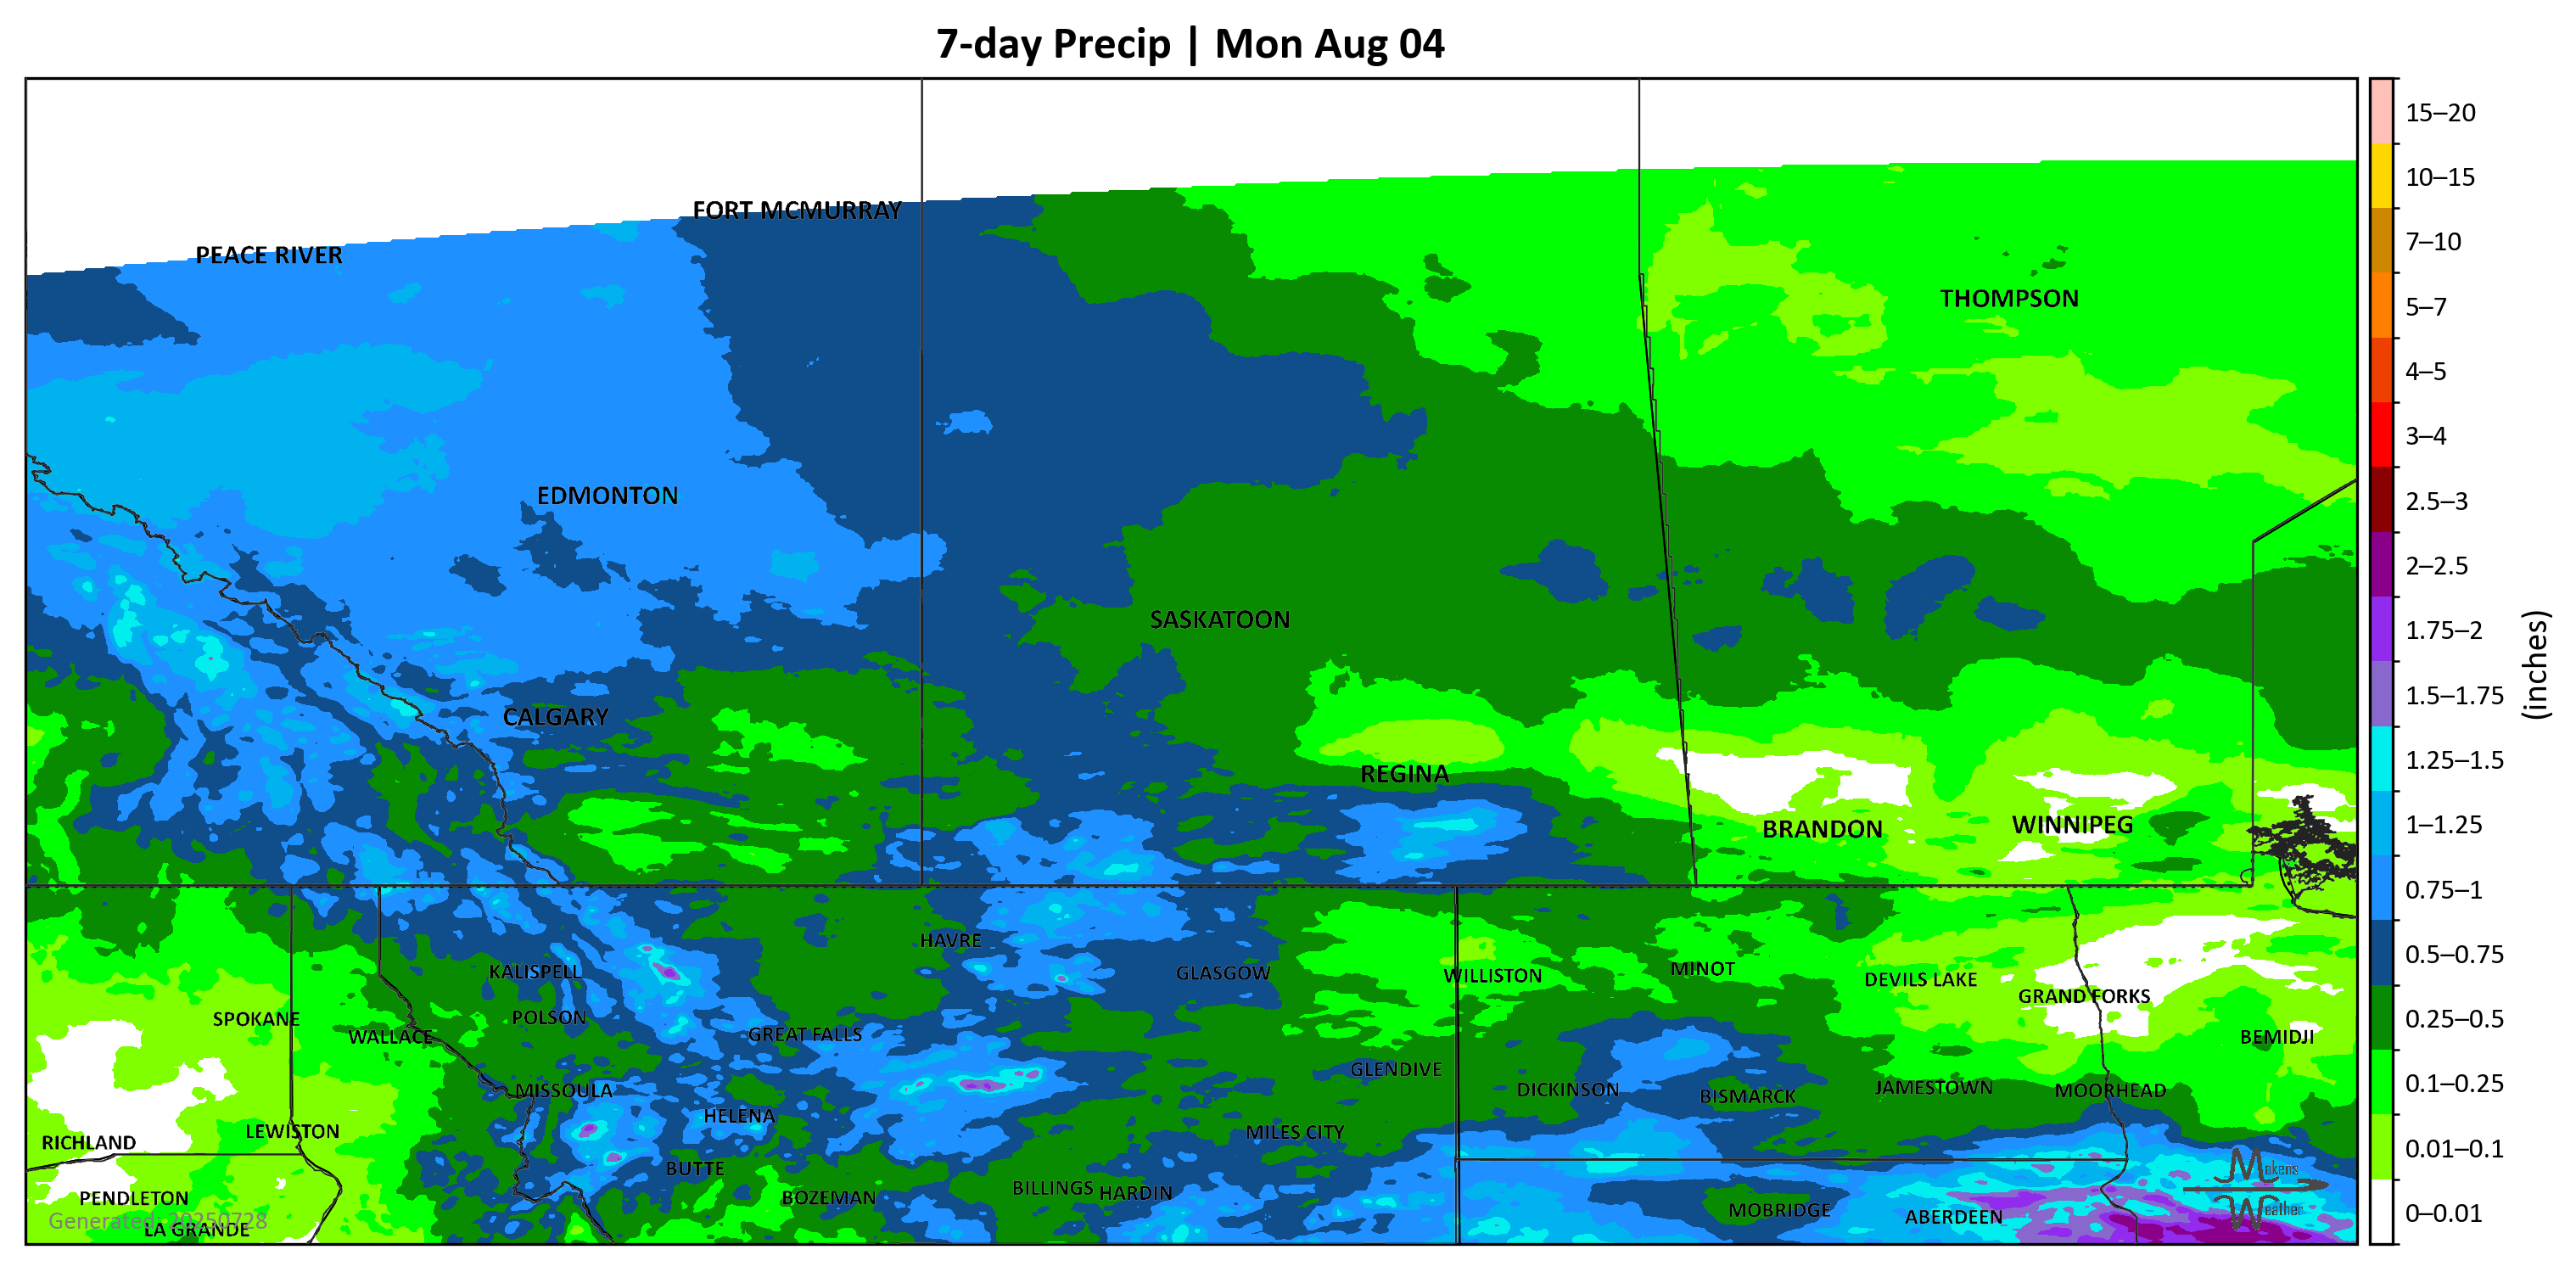 7-day Precip | Mon Aug 04
15–20
10–15
7–10
5–7
4–5
3–4
2.5–3
2–2.5
1.75–2
1.5–1.75
1.25–1.5
1–1.25
0.75–1
0.5–0.75
0.25–0.5
0.1–0.25
0.01–0.1
0–0.01
(inches)
FORT MCMURRAY
PEACE RIVER
THOMPSON
EDMONTON
SASKATOON
CALGARY
REGINA
BRANDON
WINNIPEG
HAVRE
KALISPELL
GLASGOW
WILLISTON
MINOT
DEVILS LAKE
GRAND FORKS
SPOKANE
POLSON
WALLACE
GREAT FALLS
BEMIDJI
GLENDIVE
MISSOULA
DICKINSON
BISMARCK
JAMESTOWN
MOORHEAD
HELENA
RICHLAND
LEWISTON
MILES CITY
BUTTE
PENDLETON
BOZEMAN
BILLINGS
HARDIN
MOBRIDGE
ABERDEEN
Generated: 20250728
LA GRANDE
Makens
Weather